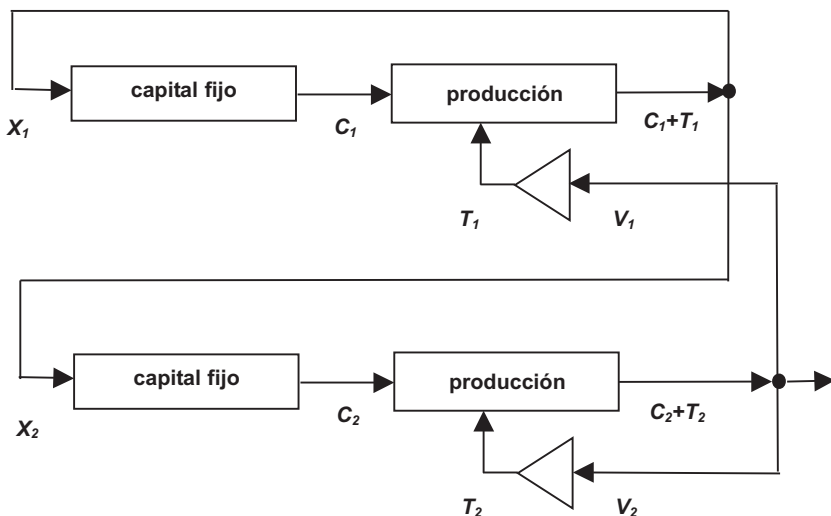 capital fijo
producción
X₁
C₁
C₁+T₁
T₁
V₁
capital fijo
producción
X₂
C₂
C₂+T₂
T₂
V₂